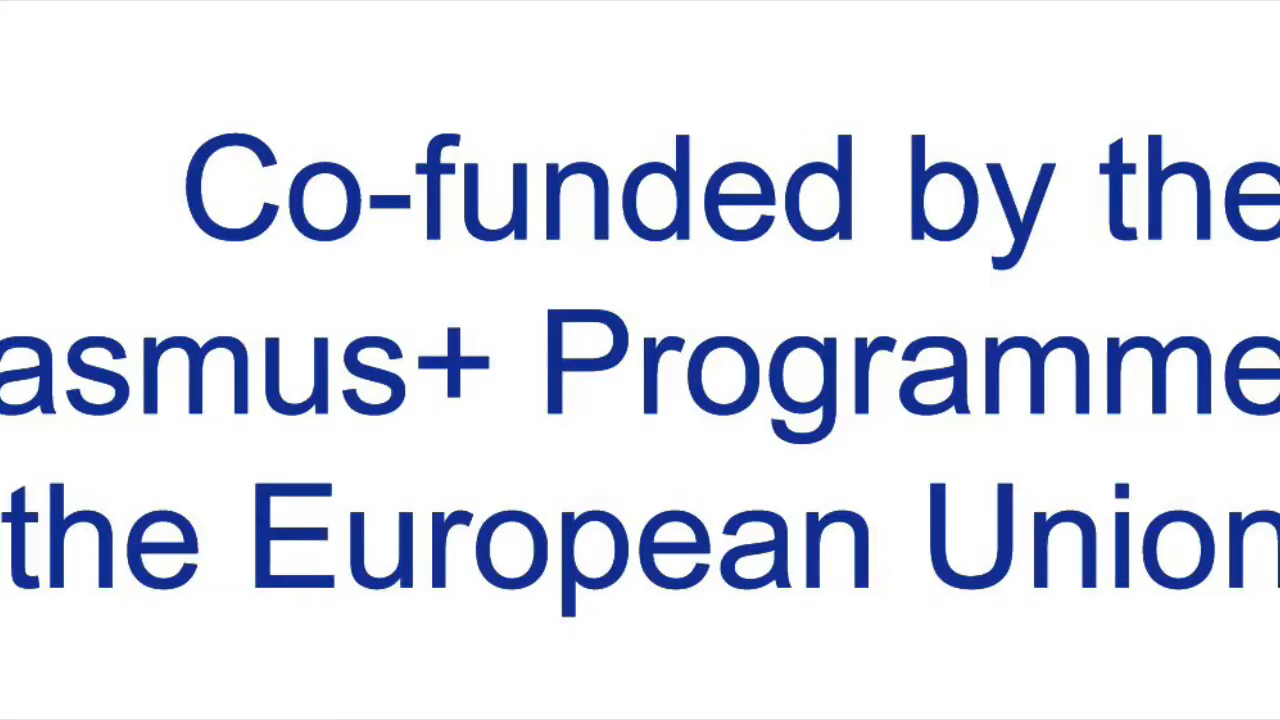 Co-funded by the
asmus+ Programme
the European Union